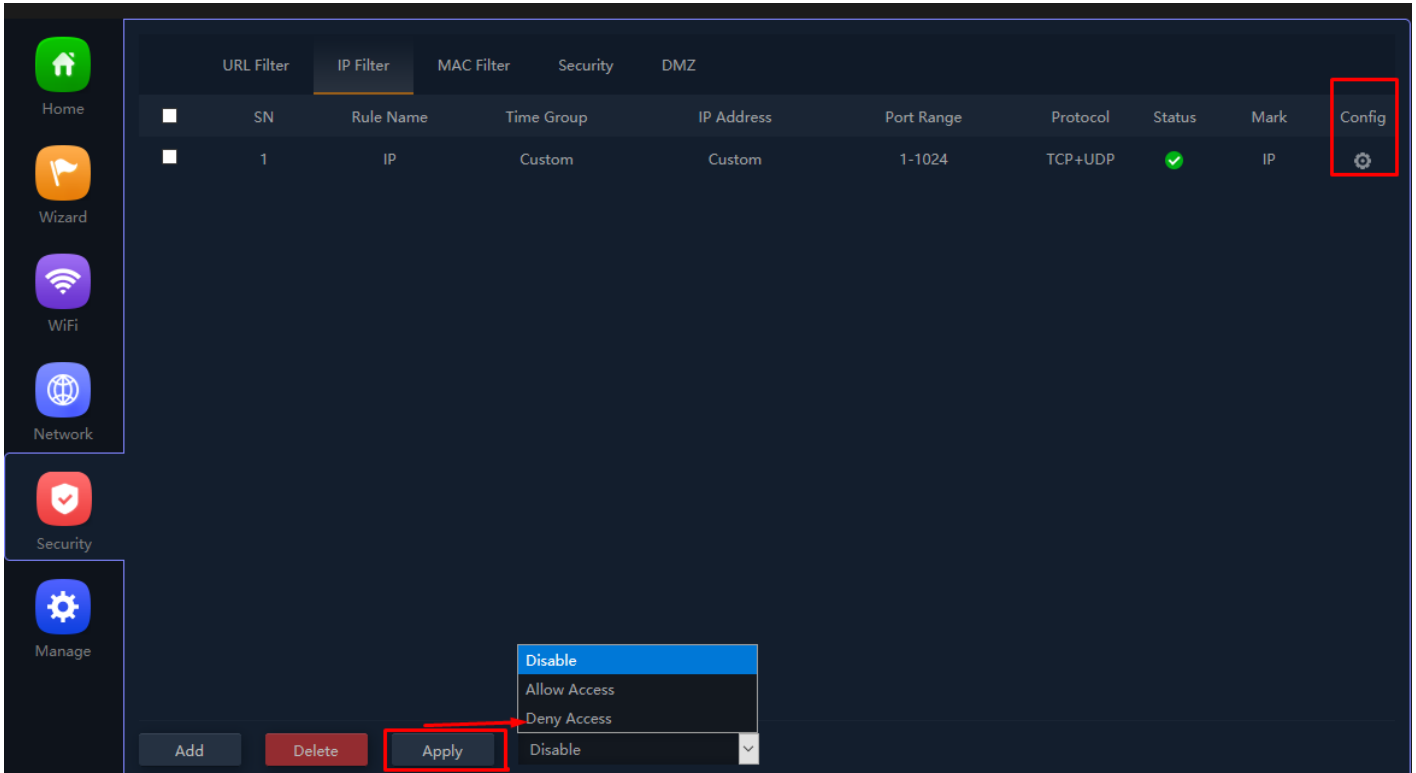 URL Filter IP Filter MAC Filter Security DMZ
Home
SN Rule Name Time Group IP Address Port Range Protocol Status Mark Config
1 IP Custom Custom 1-1024 TCP+UDP IP
Wizard
WiFi
Network
Security
Manage
Disable
Allow Access
Deny Access
Add Delete Apply Disable